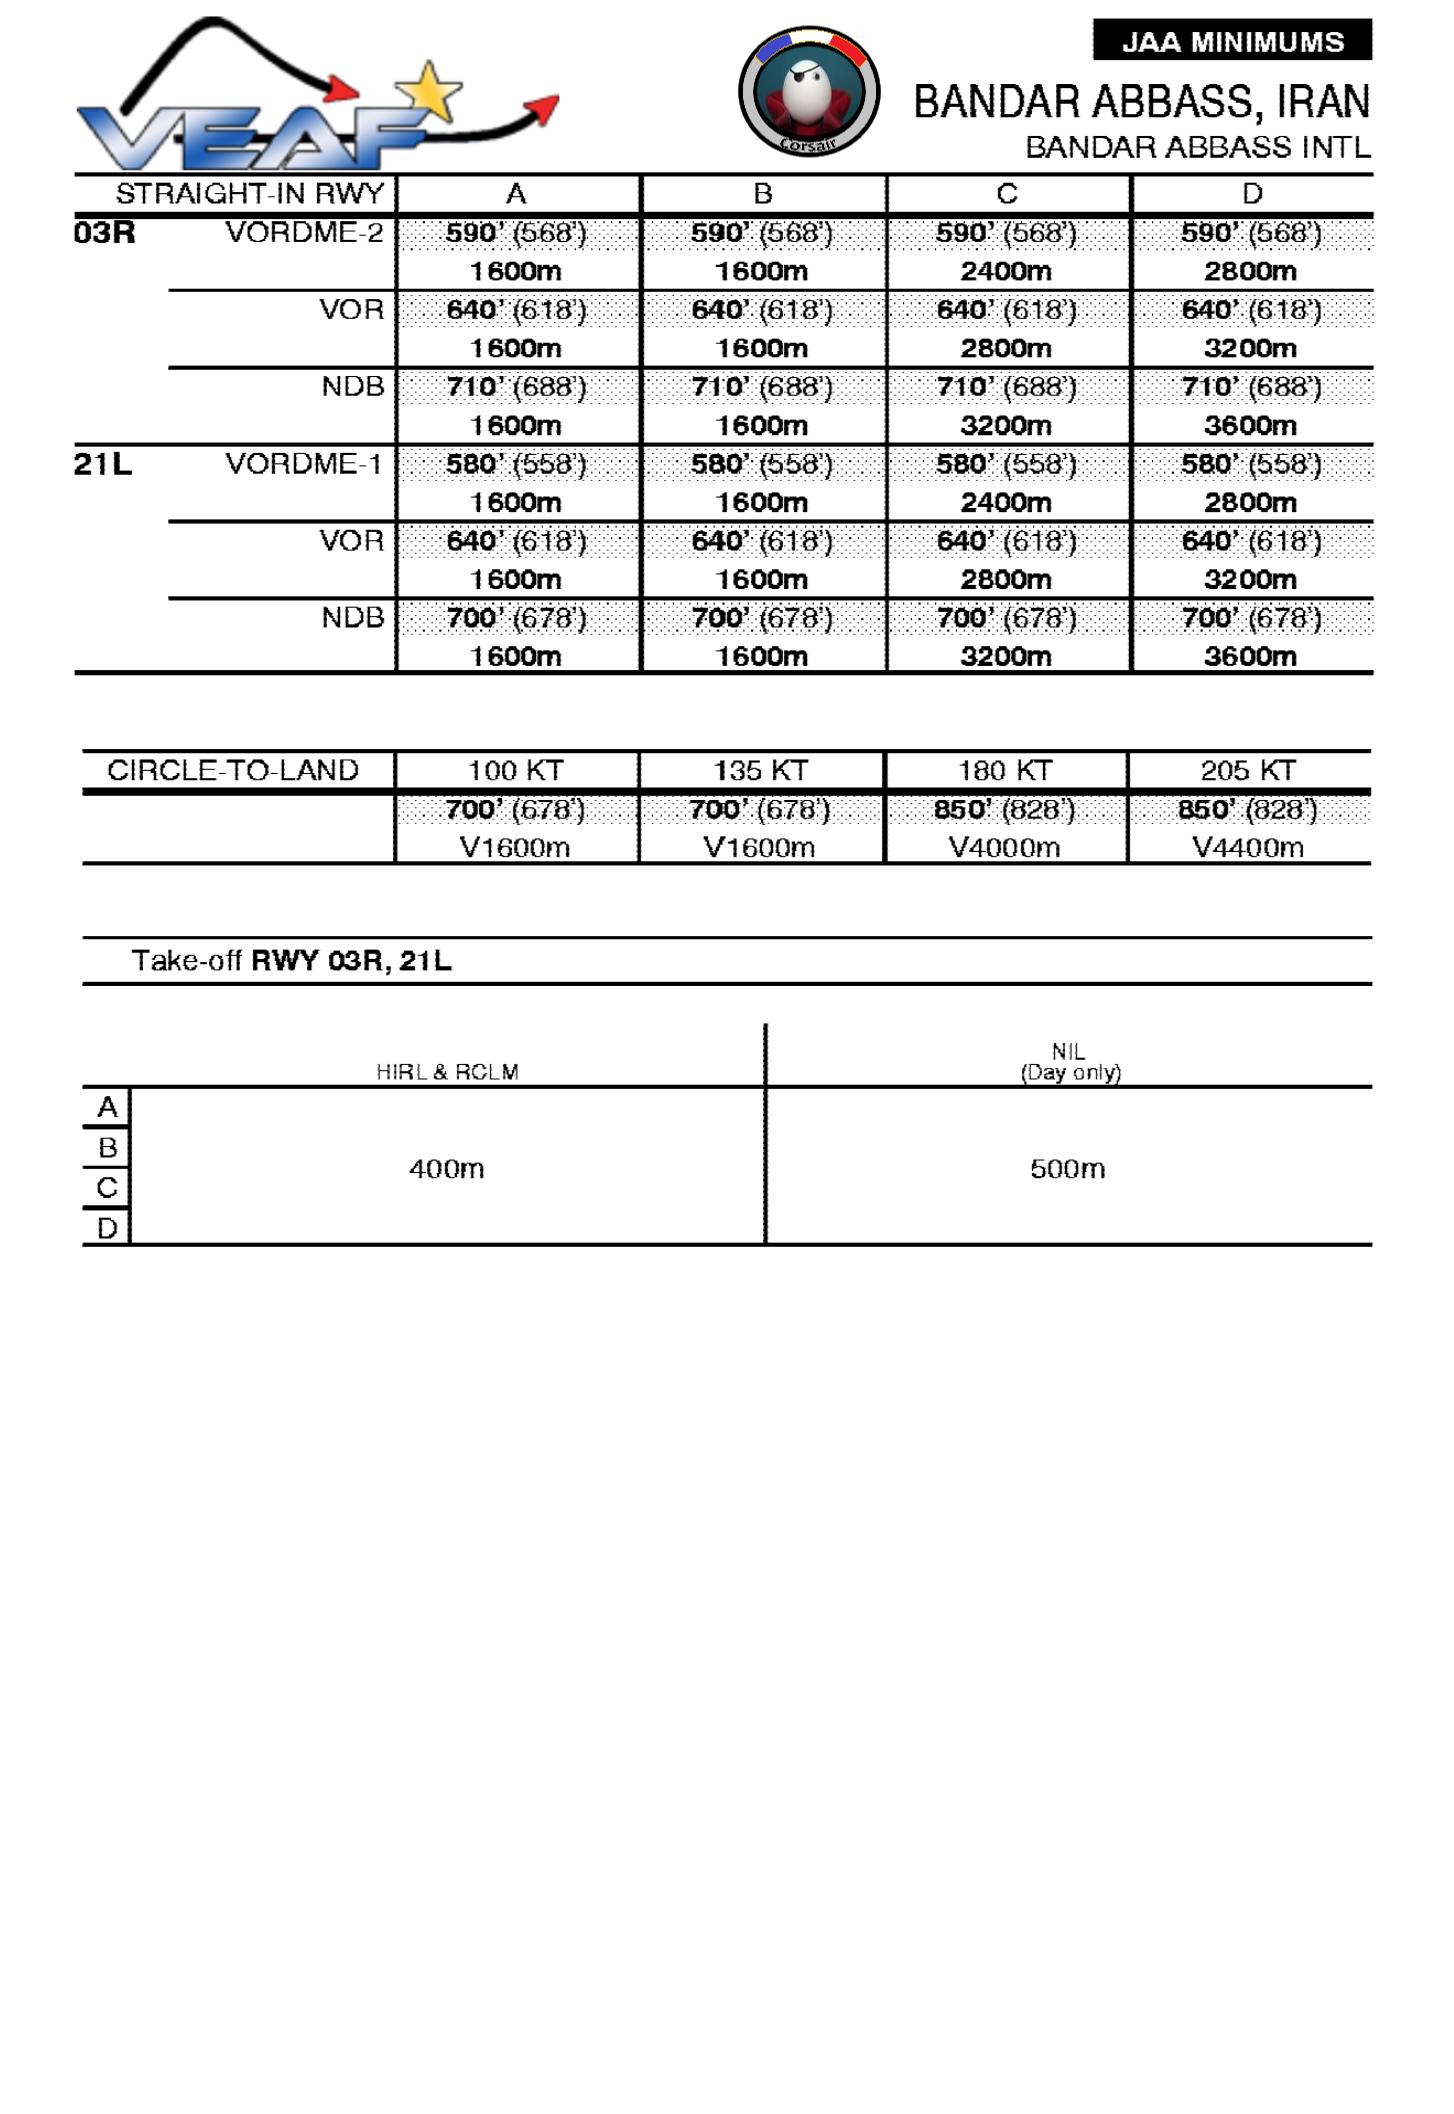 VEAF
Corsair
JAA MINIMUMS
BANDAR ABBASS, IRAN
BANDAR ABBASS INTL
STRAIGHT-IN RWY A B C D
03R VORDME-2 590' (568') 590' (568') 590' (568') 590' (568')
1600m 1600m 2400m 2800m
VOR 640' (618') 640' (618') 640' (618') 640' (618')
1600m 1600m 2800m 3200m
NDB 710' (688') 710' (688') 710' (688') 710' (688')
1600m 1600m 3200m 3600m
21L VORDME-1 580' (558') 580' (558') 580' (558') 580' (558')
1600m 1600m 2400m 2800m
VOR 640' (618') 640' (618') 640' (618') 640' (618')
1600m 1600m 2800m 3200m
NDB 700' (678') 700' (678') 700' (678') 700' (678')
1600m 1600m 3200m 3600m
CIRCLE-TO-LAND 100 KT 135 KT 180 KT 205 KT
700' (678') 700' (678') 850' (828') 850' (828')
V1600m V1600m V4000m V4400m
Take-off RWY 03R, 21L
HIRL & RCLM
NIL
(Day only)
A
B
C
D
400m
500m